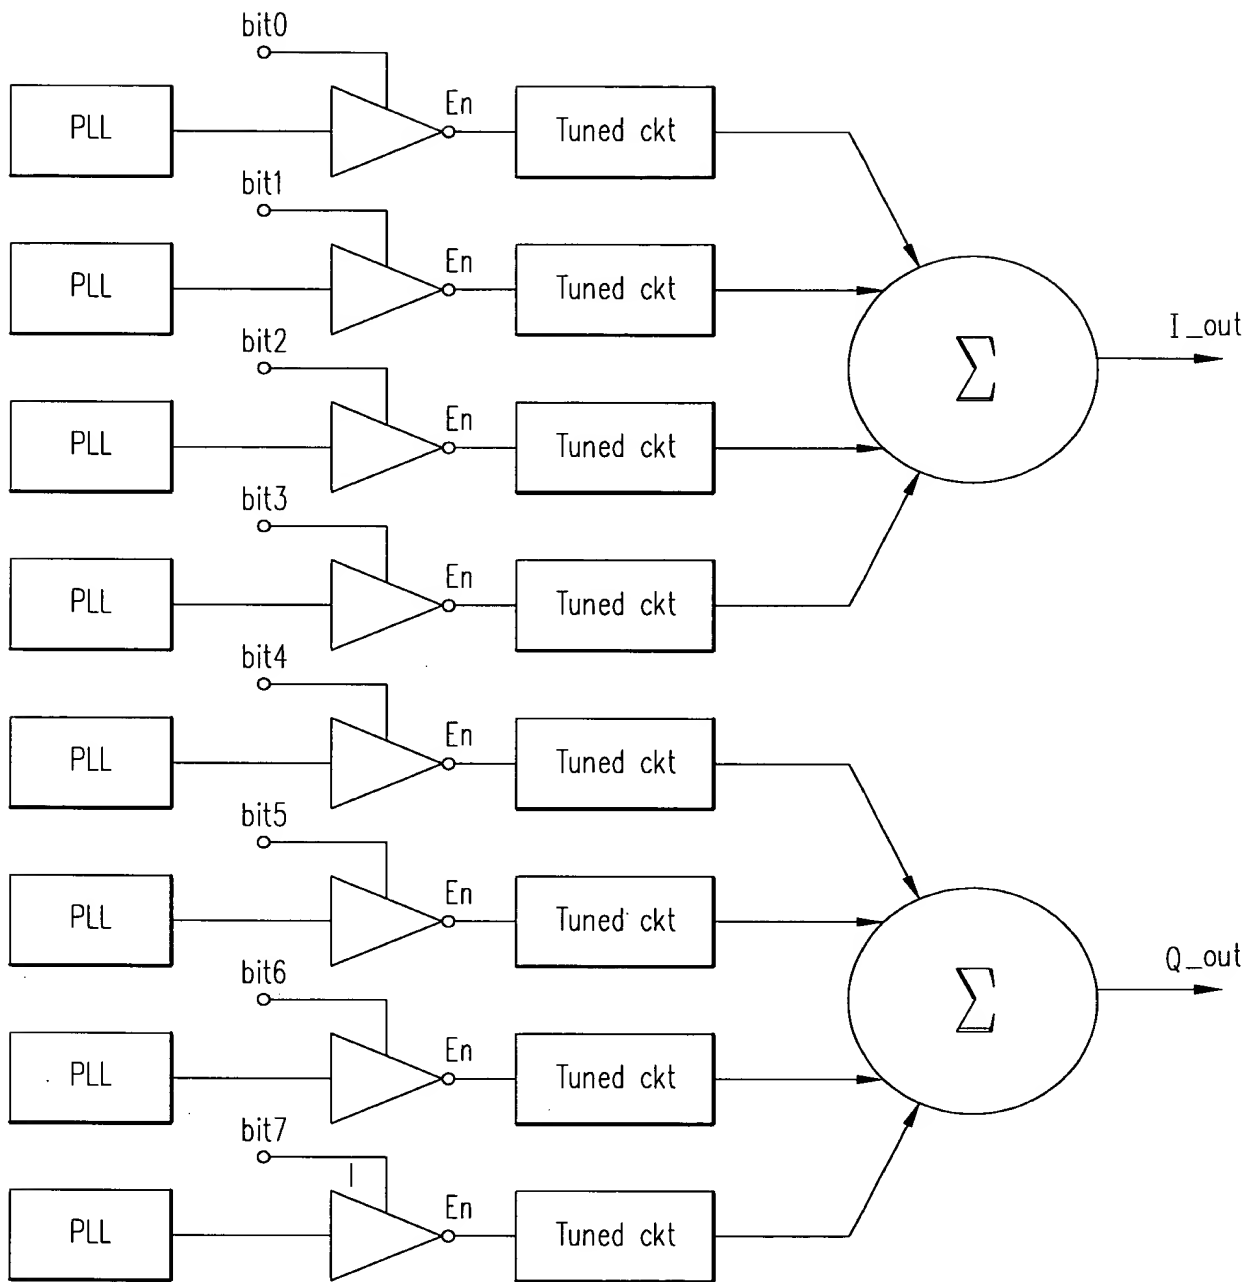 bit0
PLL
En
Tuned ckt
bit1
PLL
En
Tuned ckt
bit2
PLL
En
Tuned ckt
bit3
PLL
En
Tuned ckt
Σ
I_out
bit4
PLL
En
Tuned ckt
bit5
PLL
En
Tuned ckt
bit6
PLL
En
Tuned ckt
bit7
PLL
En
Tuned ckt
Σ
Q_out